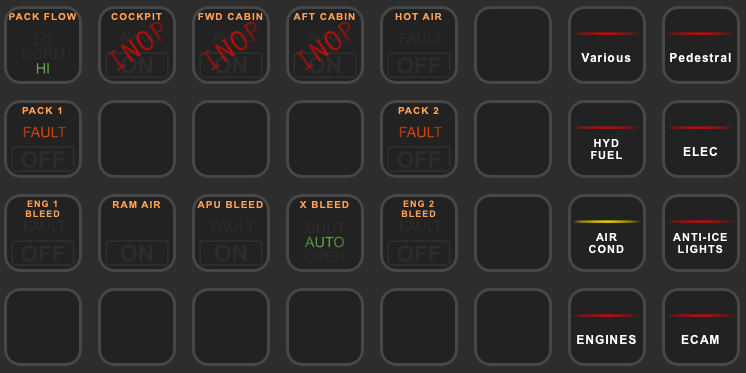 PACK FLOW
LO
NORM
HI
COCKPIT
INOP
ON
FWD CABIN
INOP
ON
AFT CABIN
INOP
ON
HOT AIR
FAULT
OFF
Various
Pedestral
PACK 1
FAULT
OFF
PACK 2
FAULT
OFF
HYD
FUEL
ELEC
ENG 1
BLEED
FAULT
OFF
RAM AIR
ON
APU BLEED
FAULT
ON
X BLEED
SHUT
AUTO
OPEN
ENG 2
BLEED
FAULT
OFF
AIR
COND
ANTI-ICE
LIGHTS
ENGINES
ECAM